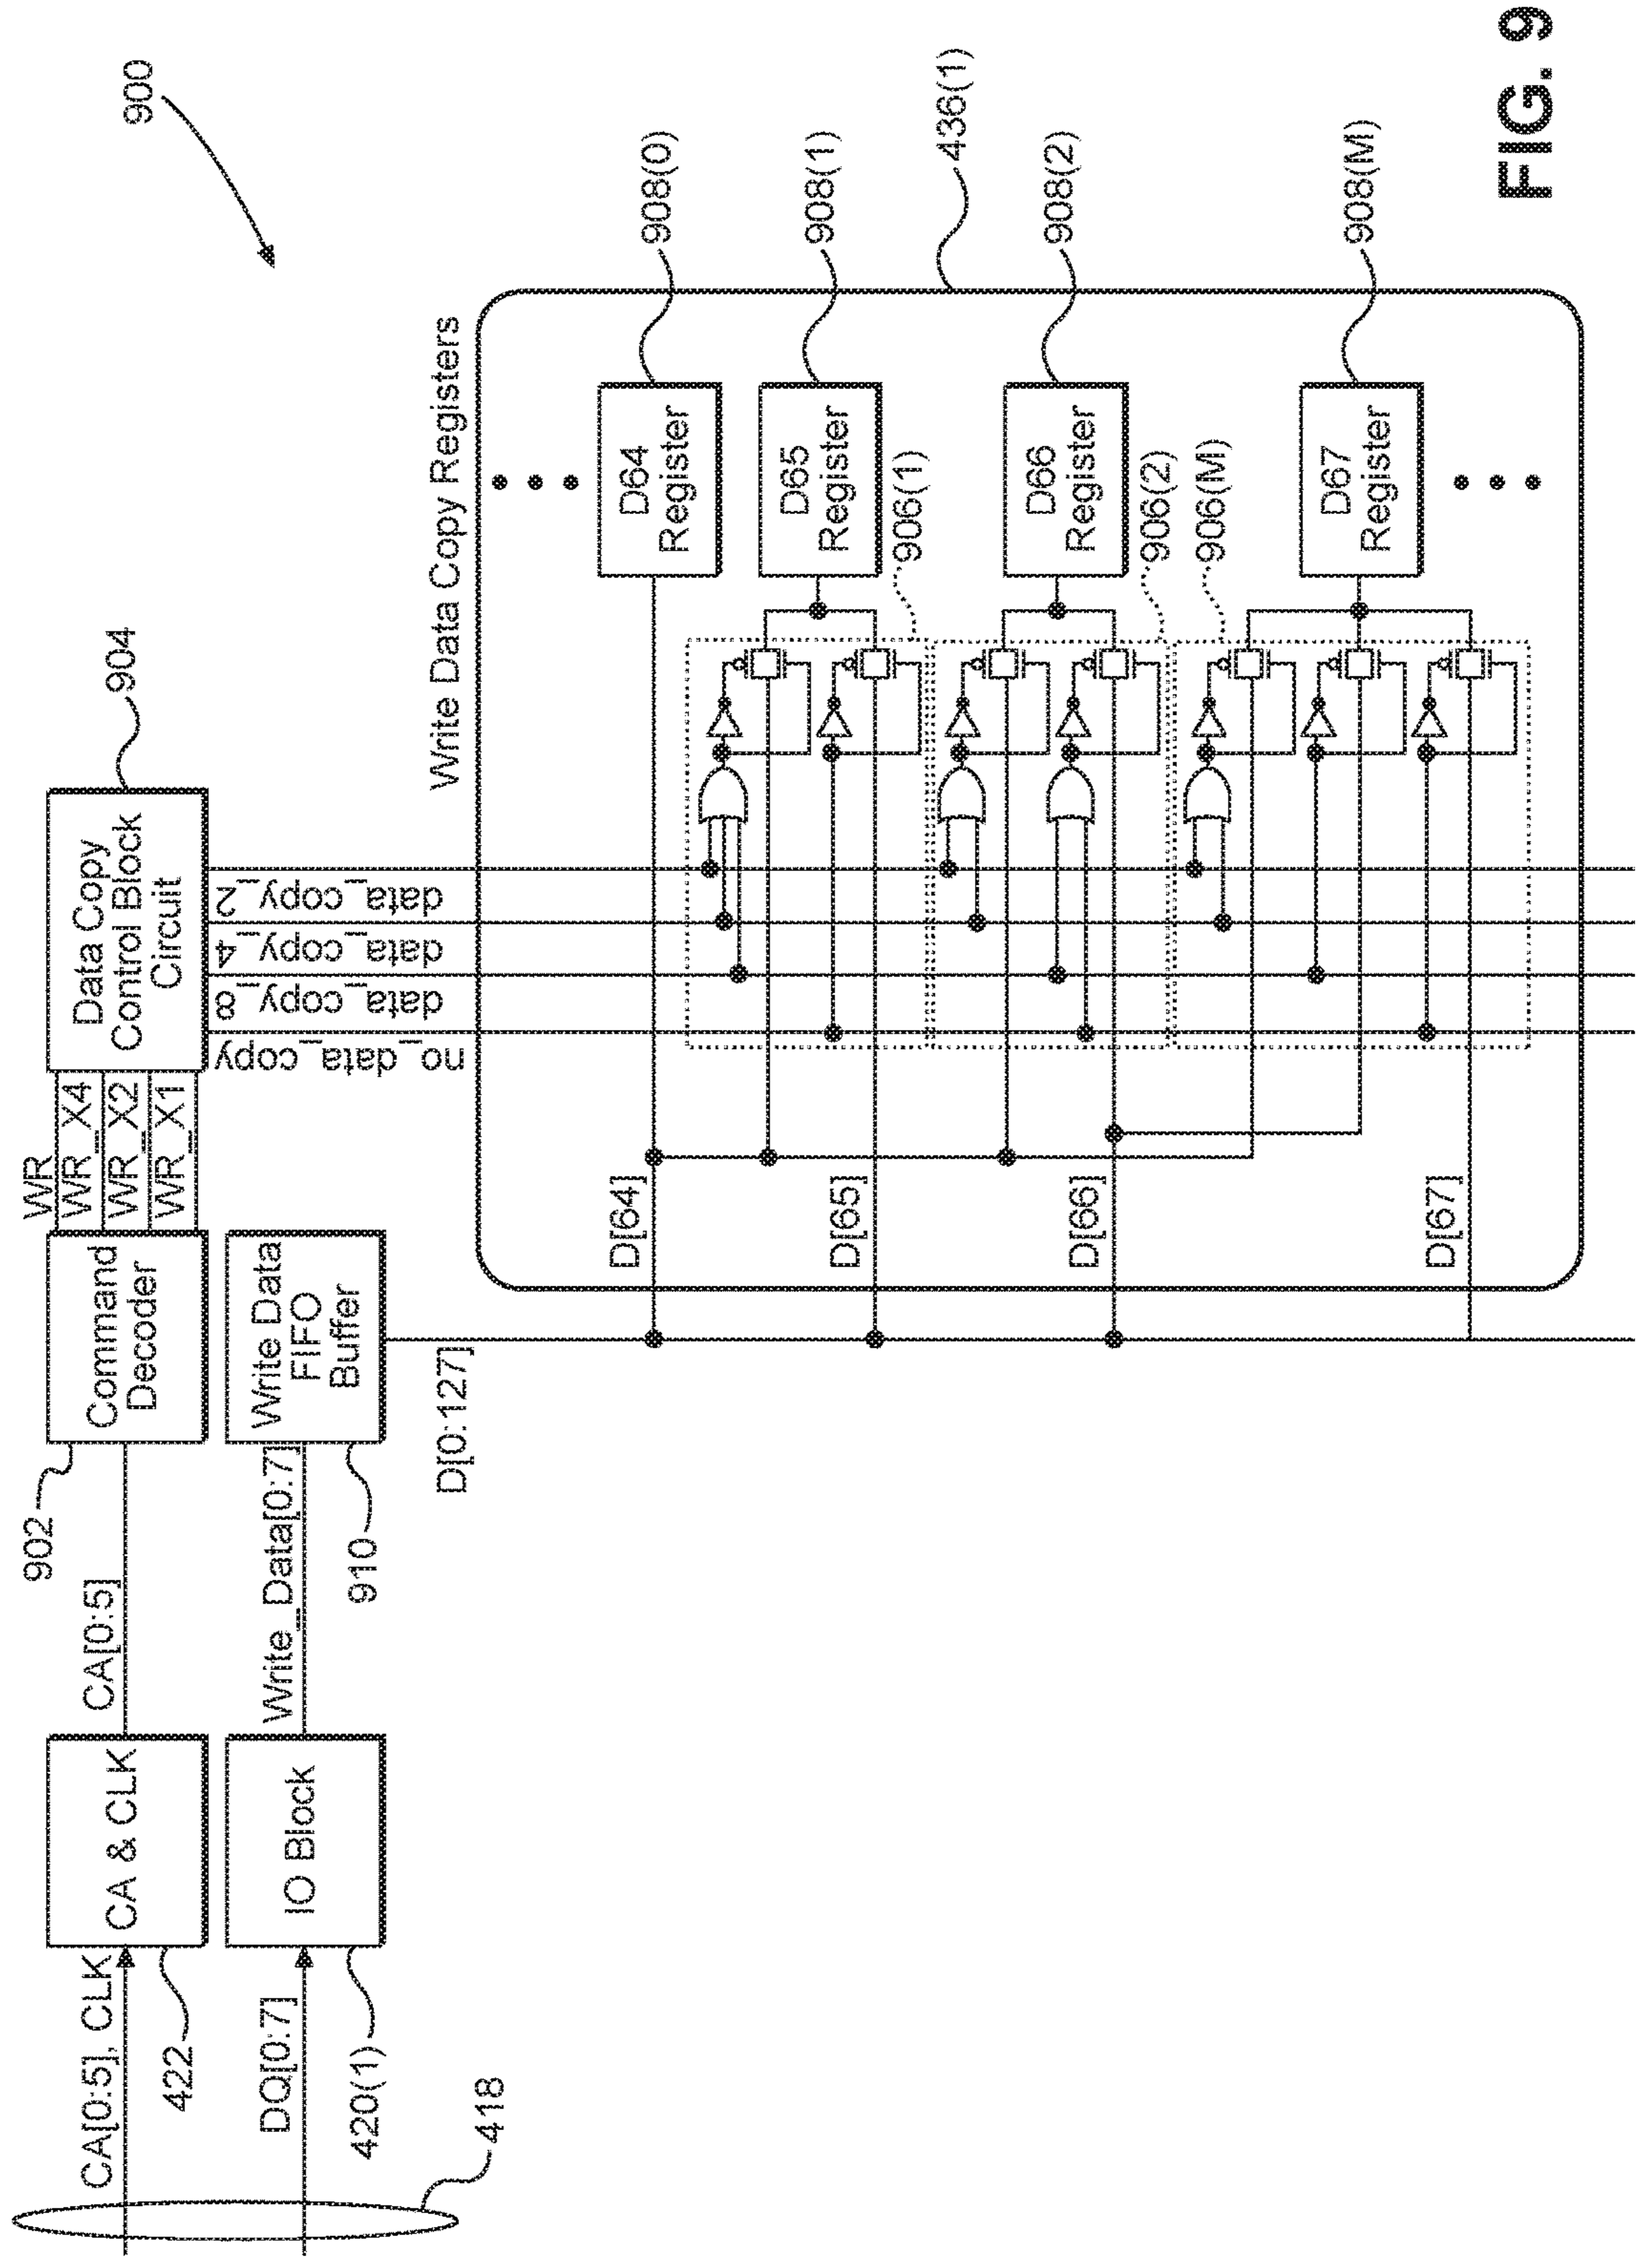 900
WR
WR_X4
WR_X2
WR_X1
CA[0:5], CLK
CA & CLK
422
CA[0:5]
902
Command
Decoder
Data Copy
Control Block
Circuit
904
DQ[0:7]
IO Block
420(1)
418
Write_Data[0:7]
910
Write Data
FIFO
Buffer
D[0:127]
data_copy_2
data_copy_4
data_copy_8
no_data_copy
Write Data Copy Registers
D[64]
D64
Register
908(0)
D[65]
D65
Register
908(1)
906(1)
436(1)
D[66]
D66
Register
908(2)
906(2)
906(M)
D[67]
D67
Register
908(M)
FIG. 9